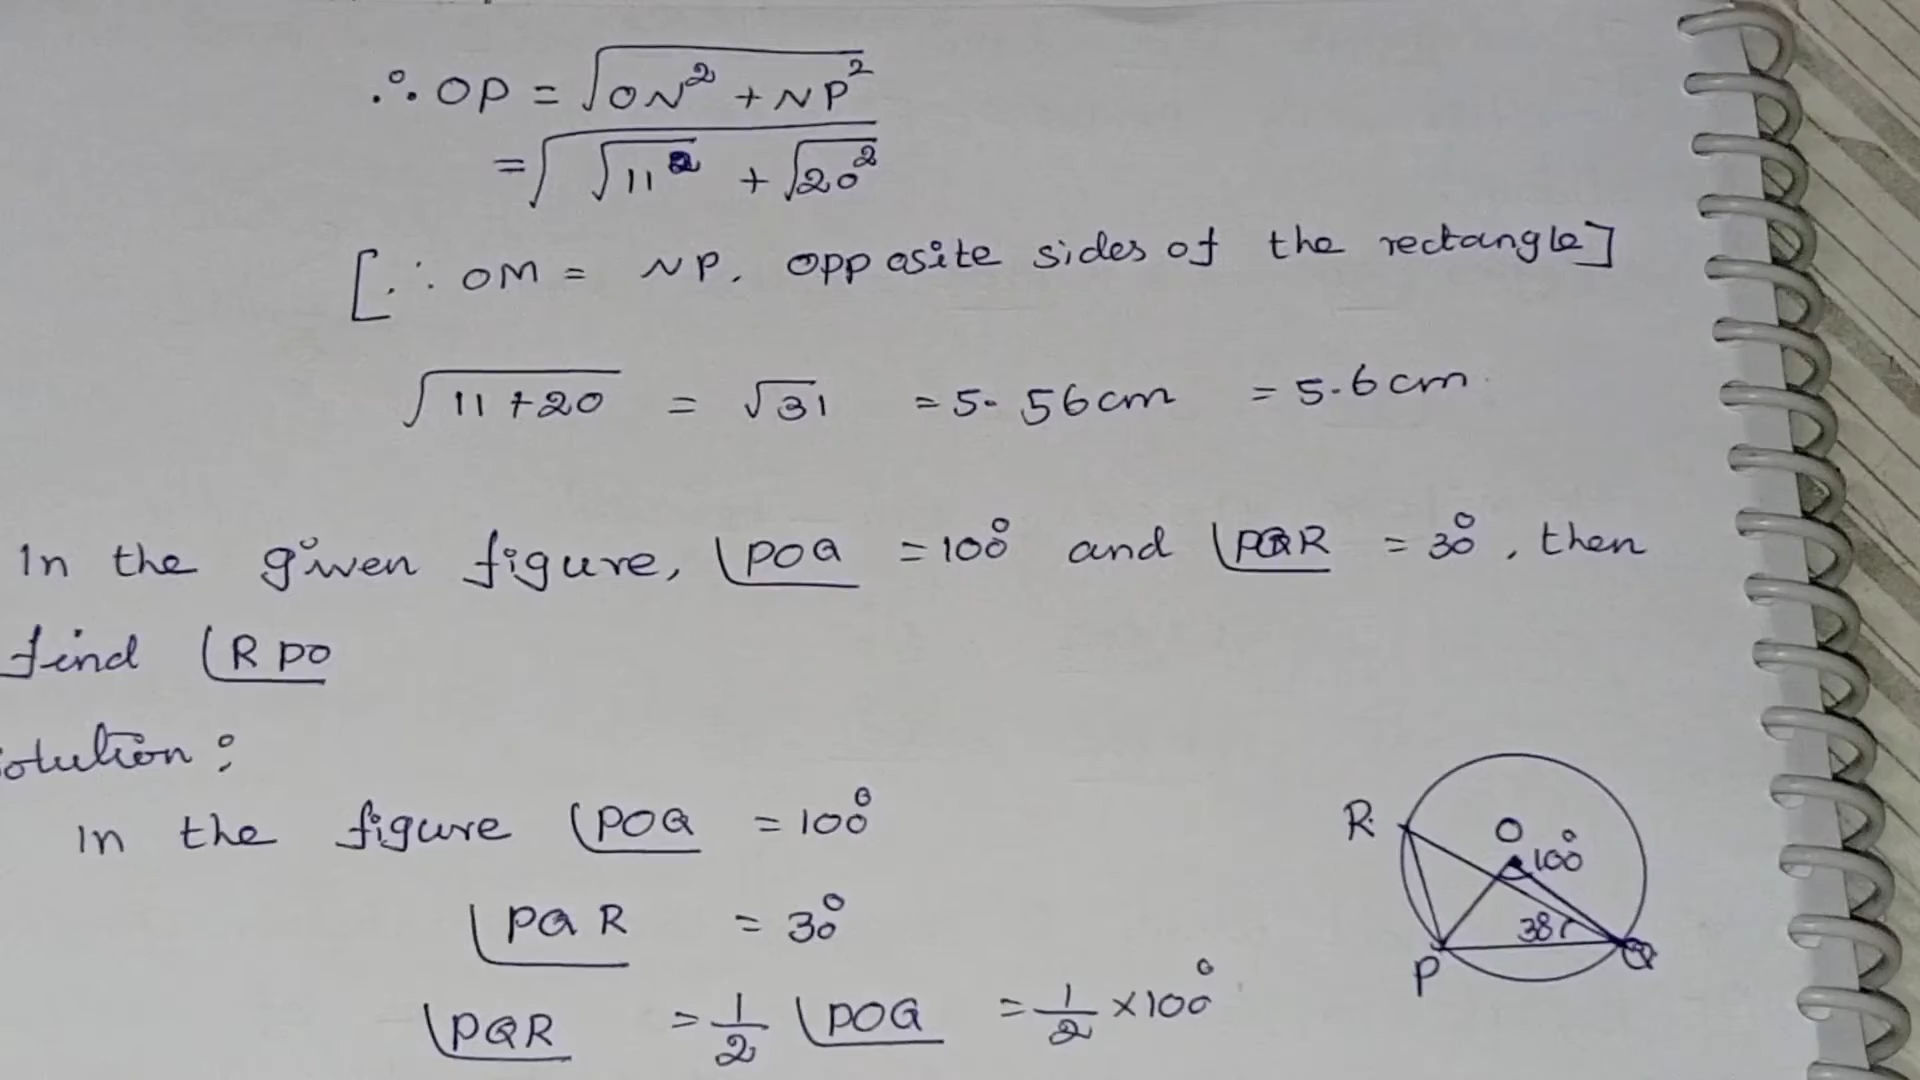 ∴ OP = √(ON² + NP²)
= √(√11² + √20²)
[∵ OM = NP, opposite sides of the rectangle]
√(11+20) = √31 = 5.56cm = 5.6cm
In the given figure, ∠POQ = 100° and ∠PQR = 30°, then
find ∠RPO
olution:
In the figure ∠POQ = 100°
∠PQR = 30°
∠PQR = 1/2 ∠POQ = 1/2 × 100°
R
O
100°
38
P
Q